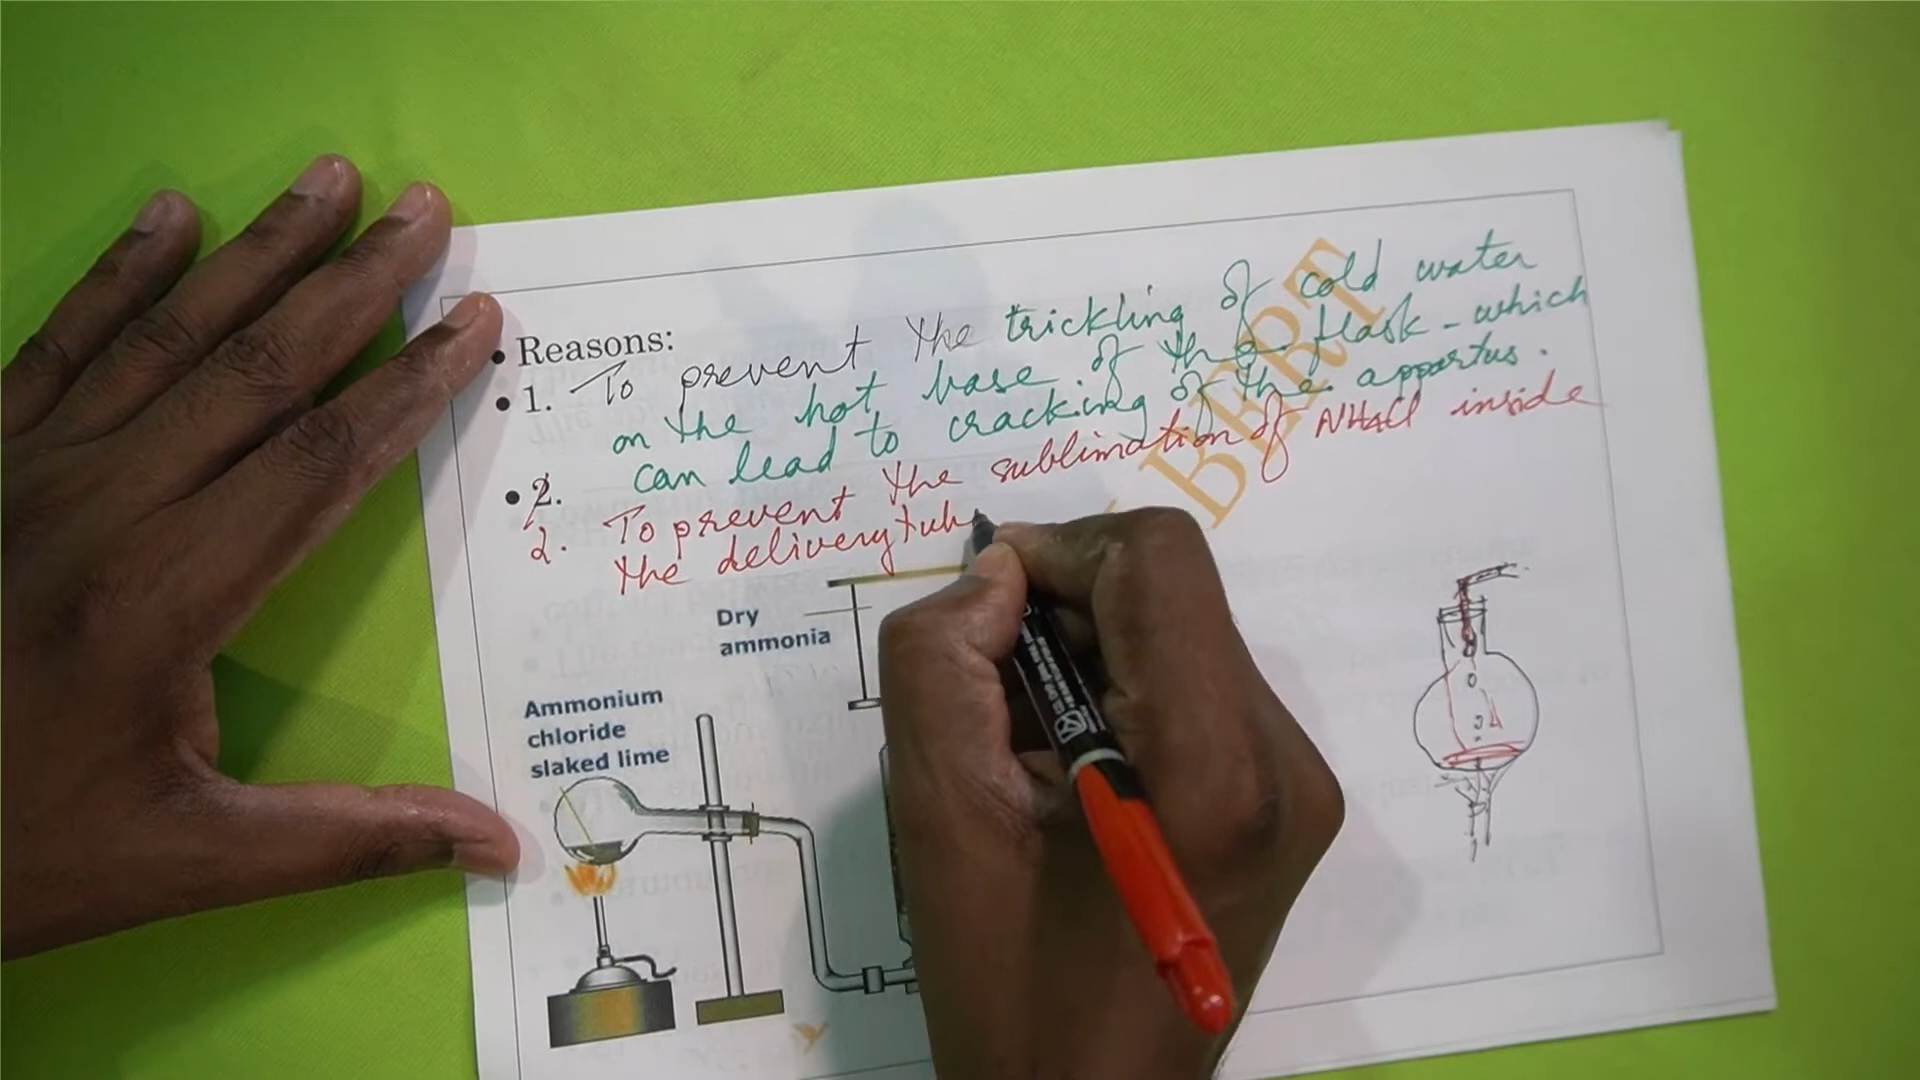 • Reasons:
• 1. To prevent the trickling of cold water
on the hot base of the flask - which
can lead to cracking of the appartus.
• 2.
2. To prevent the sublimation of NH4Cl inside
the delivery tub
Dry
ammonia
Ammonium
chloride
slaked lime